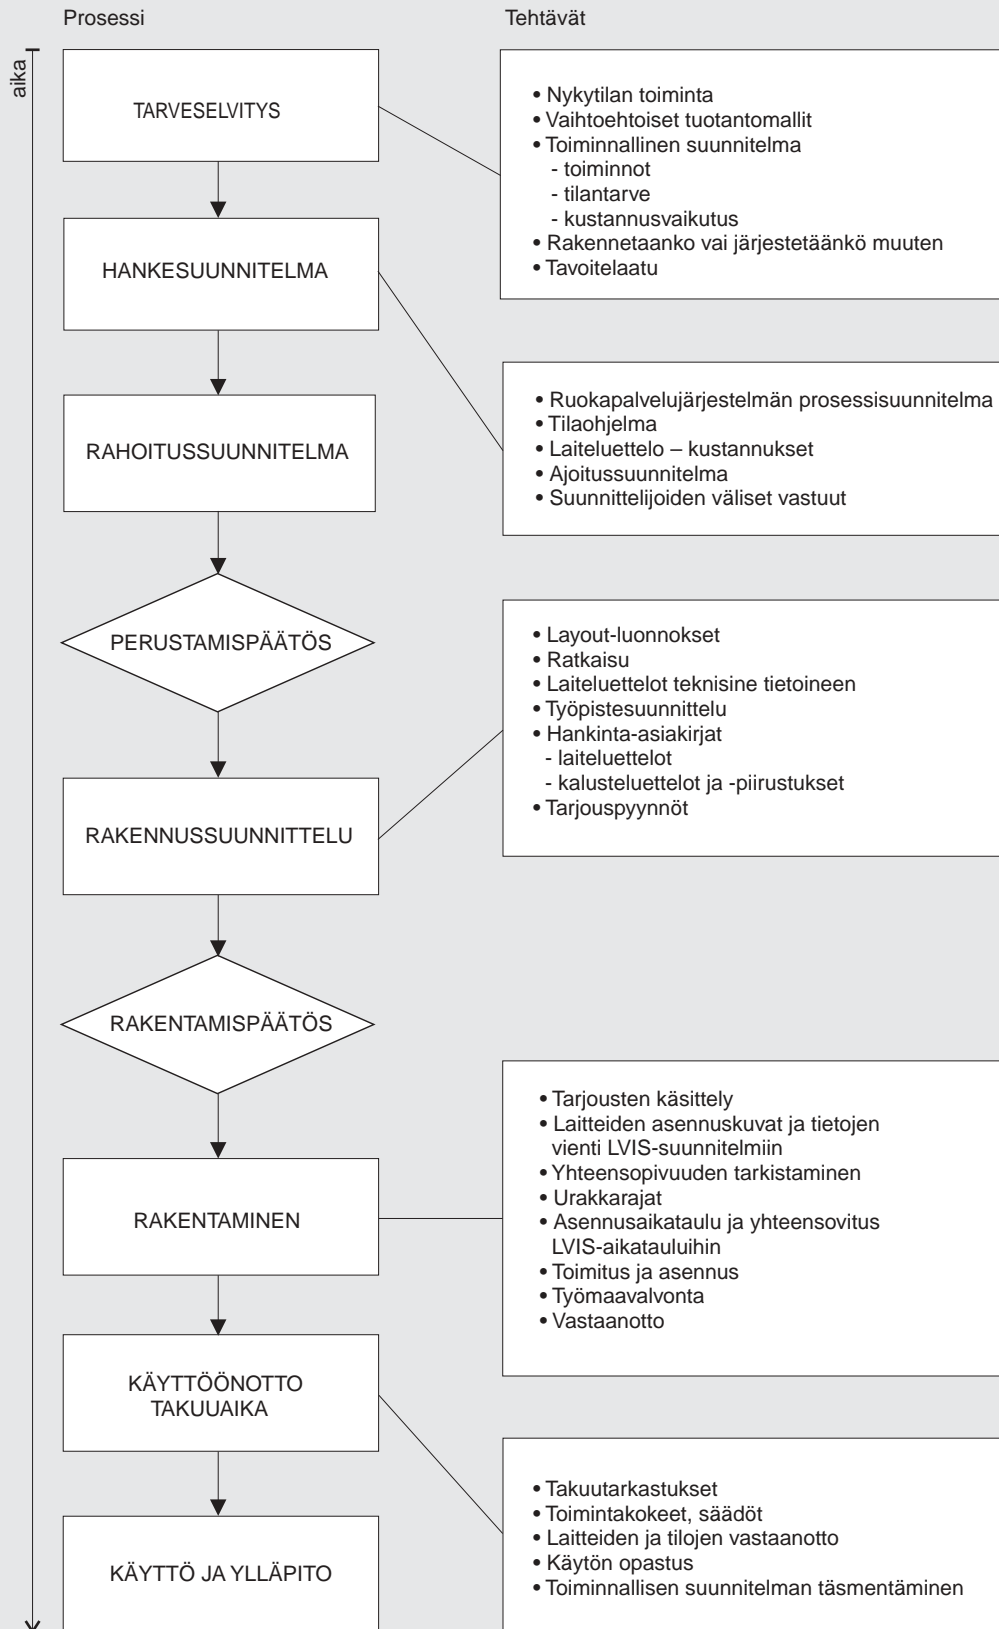 Prosessi
Tehtävät
aika
TARVESELVITYS
• Nykytilan toiminta
• Vaihtoehtoiset tuotantomallit
• Toiminnallinen suunnitelma
- toiminnot
- tilantarve
- kustannusvaikutus
• Rakennetaanko vai järjestetäänkö muuten
• Tavoitelaatu
HANKESUUNNITELMA
• Ruokapalvelujärjestelmän prosessisuunnitelma
• Tilaohjelma
• Laiteluettelo – kustannukset
• Ajoitussuunnitelma
• Suunnittelijoiden väliset vastuut
RAHOITUSSUUNNITELMA
PERUSTAMISPÄÄTÖS
• Layout-luonnokset
• Ratkaisu
• Laiteluettelot teknisine tietoineen
• Työpistesuunnittelu
• Hankinta-asiakirjat
- laiteluettelot
- kalusteluettelot ja -piirustukset
• Tarjouspyynnöt
RAKENNUSSUUNNITTELU
RAKENTAMISPÄÄTÖS
• Tarjousten käsittely
• Laitteiden asennuskuvat ja tietojen
vienti LVIS-suunnitelmiin
• Yhteensopivuuden tarkistaminen
• Urakkarajat
• Asennusaikataulu ja yhteensovitus
LVIS-aikatauluihin
• Toimitus ja asennus
• Työmaavalvonta
• Vastaanotto
RAKENTAMINEN
KÄYTTÖÖNOTTO
TAKUUAIKA
• Takuutarkastukset
• Toimintakokeet, säädöt
• Laitteiden ja tilojen vastaanotto
• Käytön opastus
• Toiminnallisen suunnitelman täsmentäminen
KÄYTTÖ JA YLLÄPITO